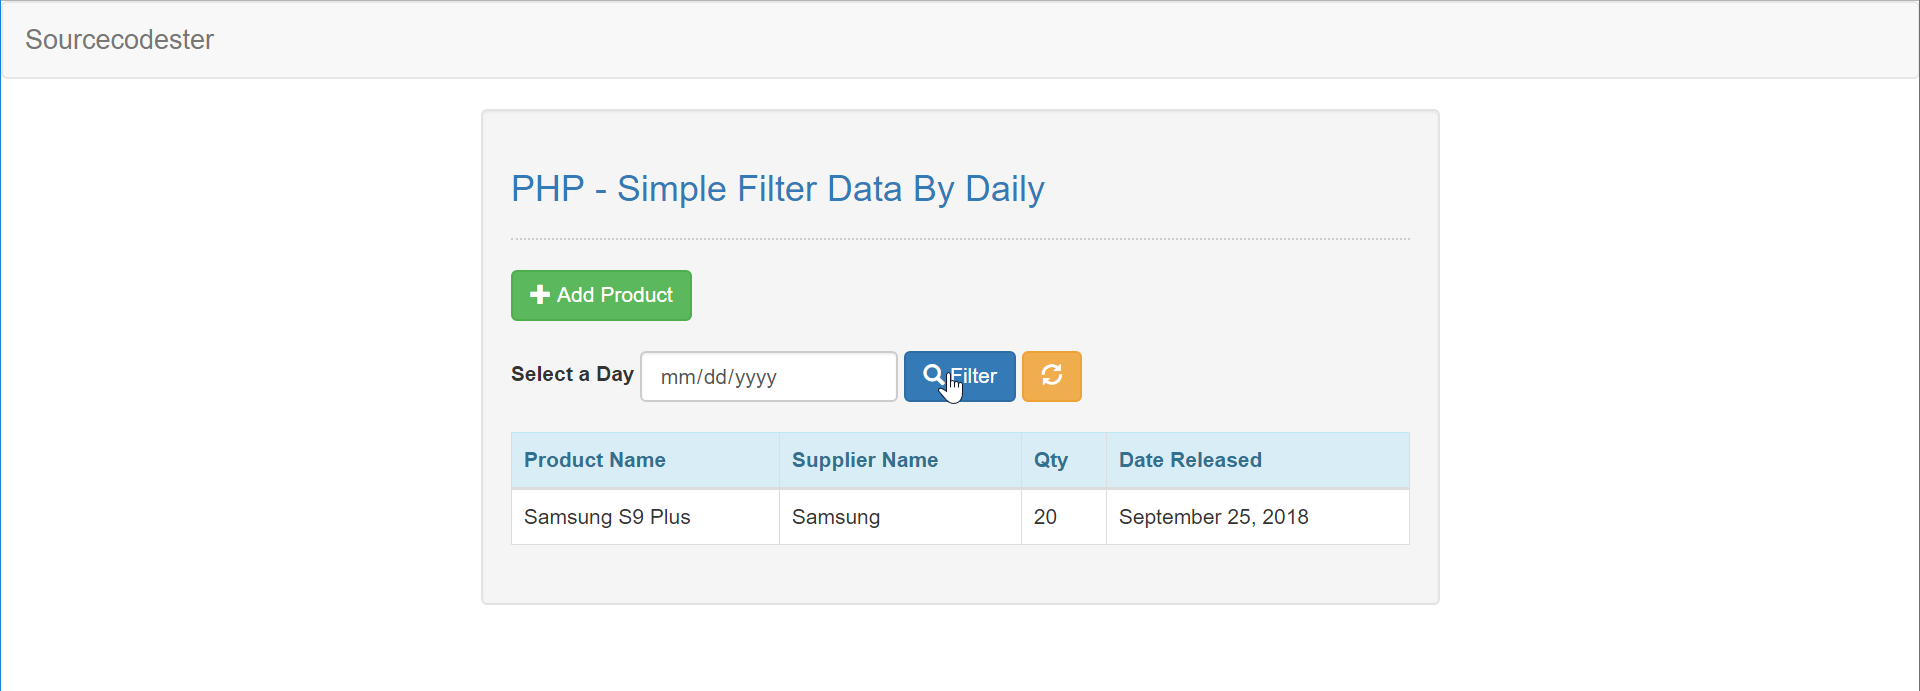 Sourcecodester
PHP - Simple Filter Data By Daily
Add Product
Select a Day mm/dd/yyyy Filter
Product Name Supplier Name Qty Date Released
Samsung S9 Plus Samsung 20 September 25, 2018